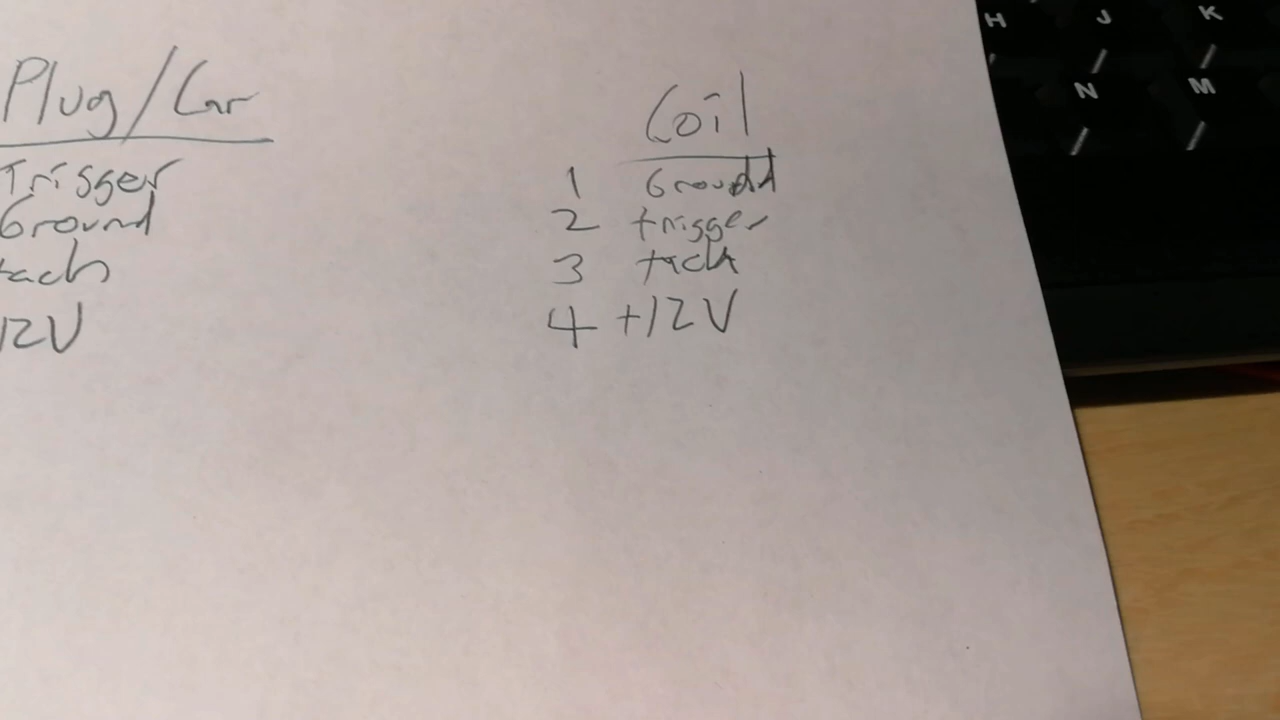 Plug/Car
Trigger
Ground
tach
12V
Coil
1 Ground
2 trigger
3 tach
4 +12V
H J K
N M